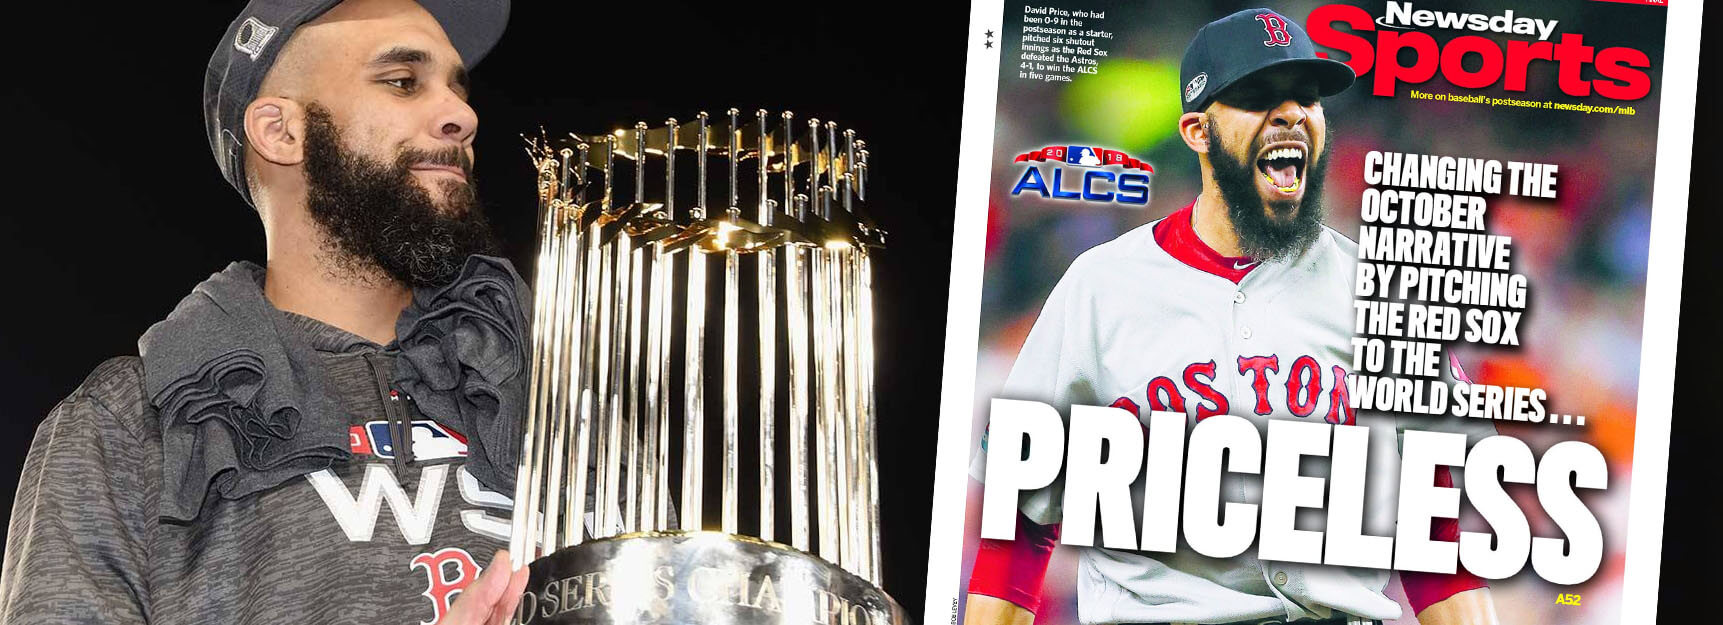 WS
B
D SERIES CHAMPIO
David Price, who had
been 0-9 in the
postseason as a starter,
pitched six shutout
innings as the Red Sox
defeated the Astros,
4-1, to win the ALCS
in five games.
B
Newsday
Sports
More on baseball's postseason at newsday.com/mlb
2018
ALCS
CHANGING THE
OCTOBER
NARRATIVE
BY PITCHING
THE RED SOX
TO THE
WORLD SERIES . . .
BOSTON
PRICELESS
A52